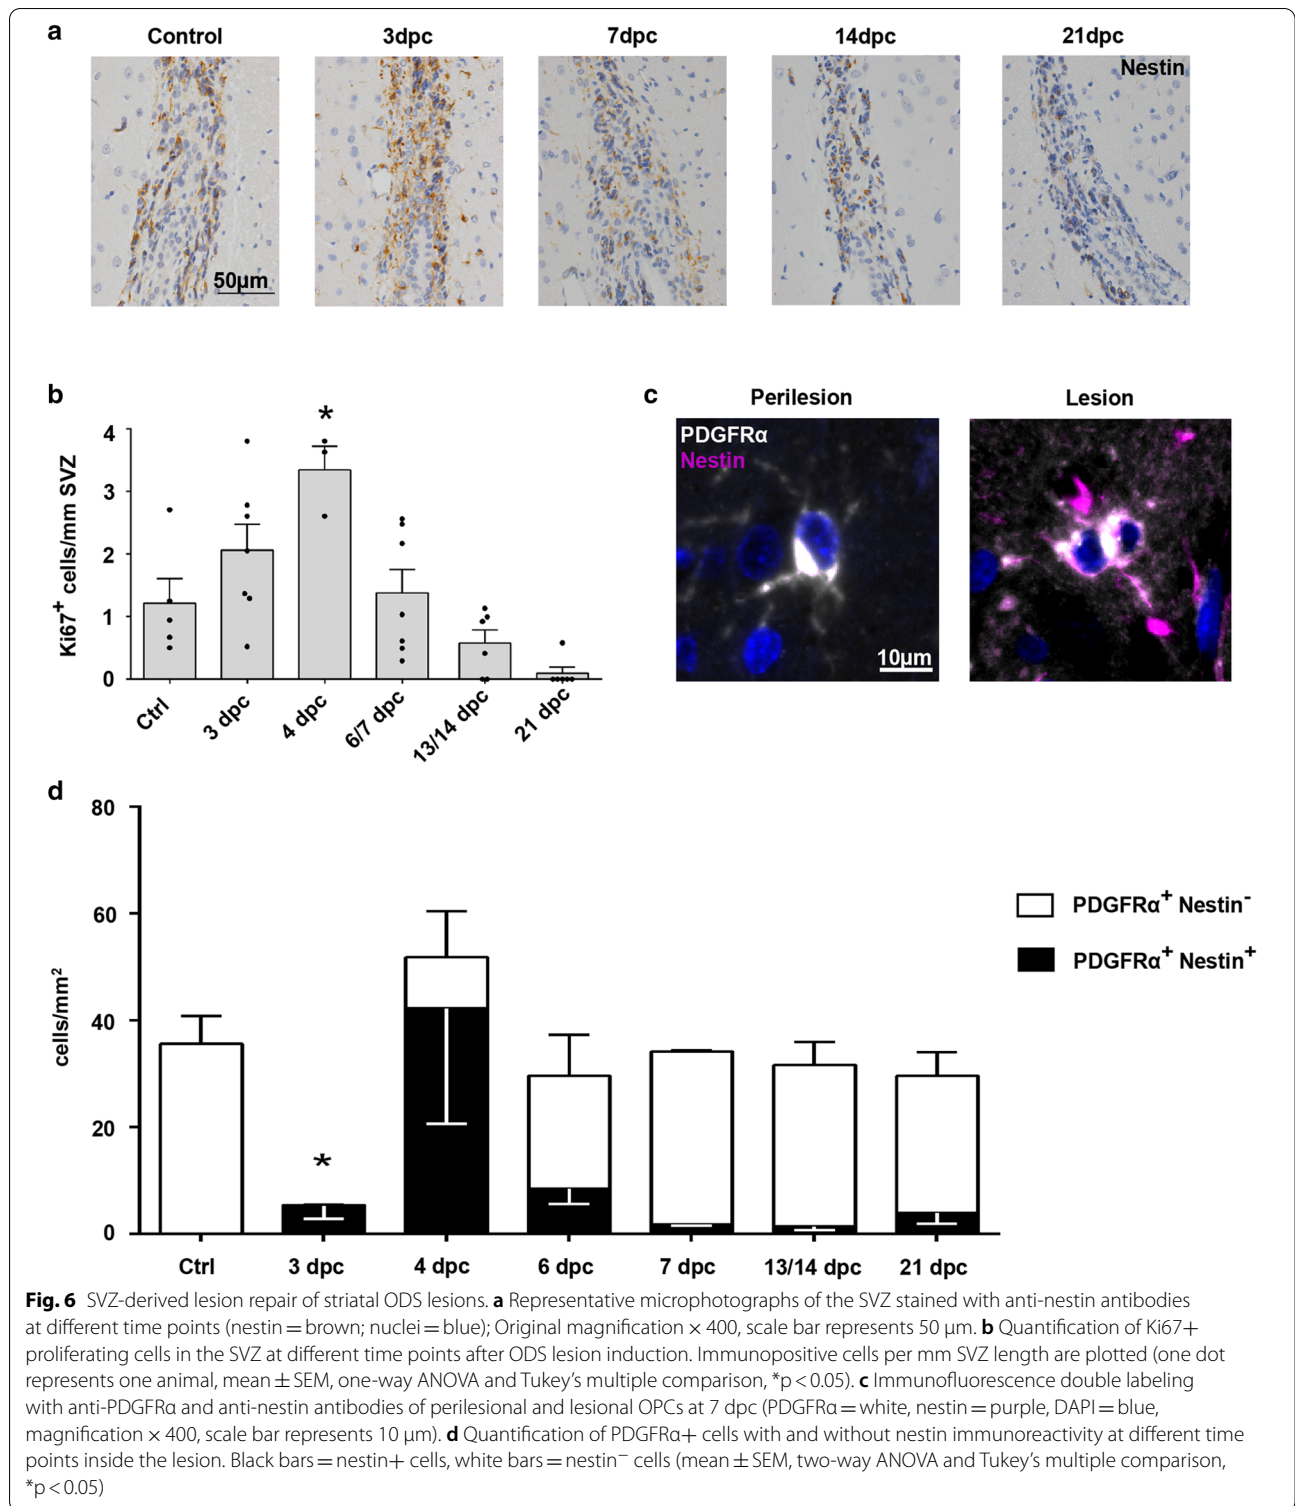 a
Control 3dpc 7dpc 14dpc 21dpc
Nestin
50µm
b
Ki67+ cells/mm SVZ
4
3
2
1
0
*
Ctrl 3 dpc 4 dpc 6/7 dpc 13/14 dpc 21 dpc
c
Perilesion Lesion
PDGFRα
Nestin
10µm
d
cells/mm²
80
60
40
20
0
*
Ctrl 3 dpc 4 dpc 6 dpc 7 dpc 13/14 dpc 21 dpc
PDGFRα⁺ Nestin⁻
PDGFRα⁺ Nestin⁺
Fig. 6 SVZ-derived lesion repair of striatal ODS lesions. a Representative microphotographs of the SVZ stained with anti-nestin antibodies
at different time points (nestin = brown; nuclei = blue); Original magnification × 400, scale bar represents 50 µm. b Quantification of Ki67+
proliferating cells in the SVZ at different time points after ODS lesion induction. Immunopositive cells per mm SVZ length are plotted (one dot
represents one animal, mean ± SEM, one-way ANOVA and Tukey's multiple comparison, *p < 0.05). c Immunofluorescence double labeling
with anti-PDGFRα and anti-nestin antibodies of perilesional and lesional OPCs at 7 dpc (PDGFRα = white, nestin = purple, DAPI = blue,
magnification × 400, scale bar represents 10 µm). d Quantification of PDGFRα+ cells with and without nestin immunoreactivity at different time
points inside the lesion. Black bars = nestin+ cells, white bars = nestin⁻ cells (mean ± SEM, two-way ANOVA and Tukey's multiple comparison,
*p < 0.05)